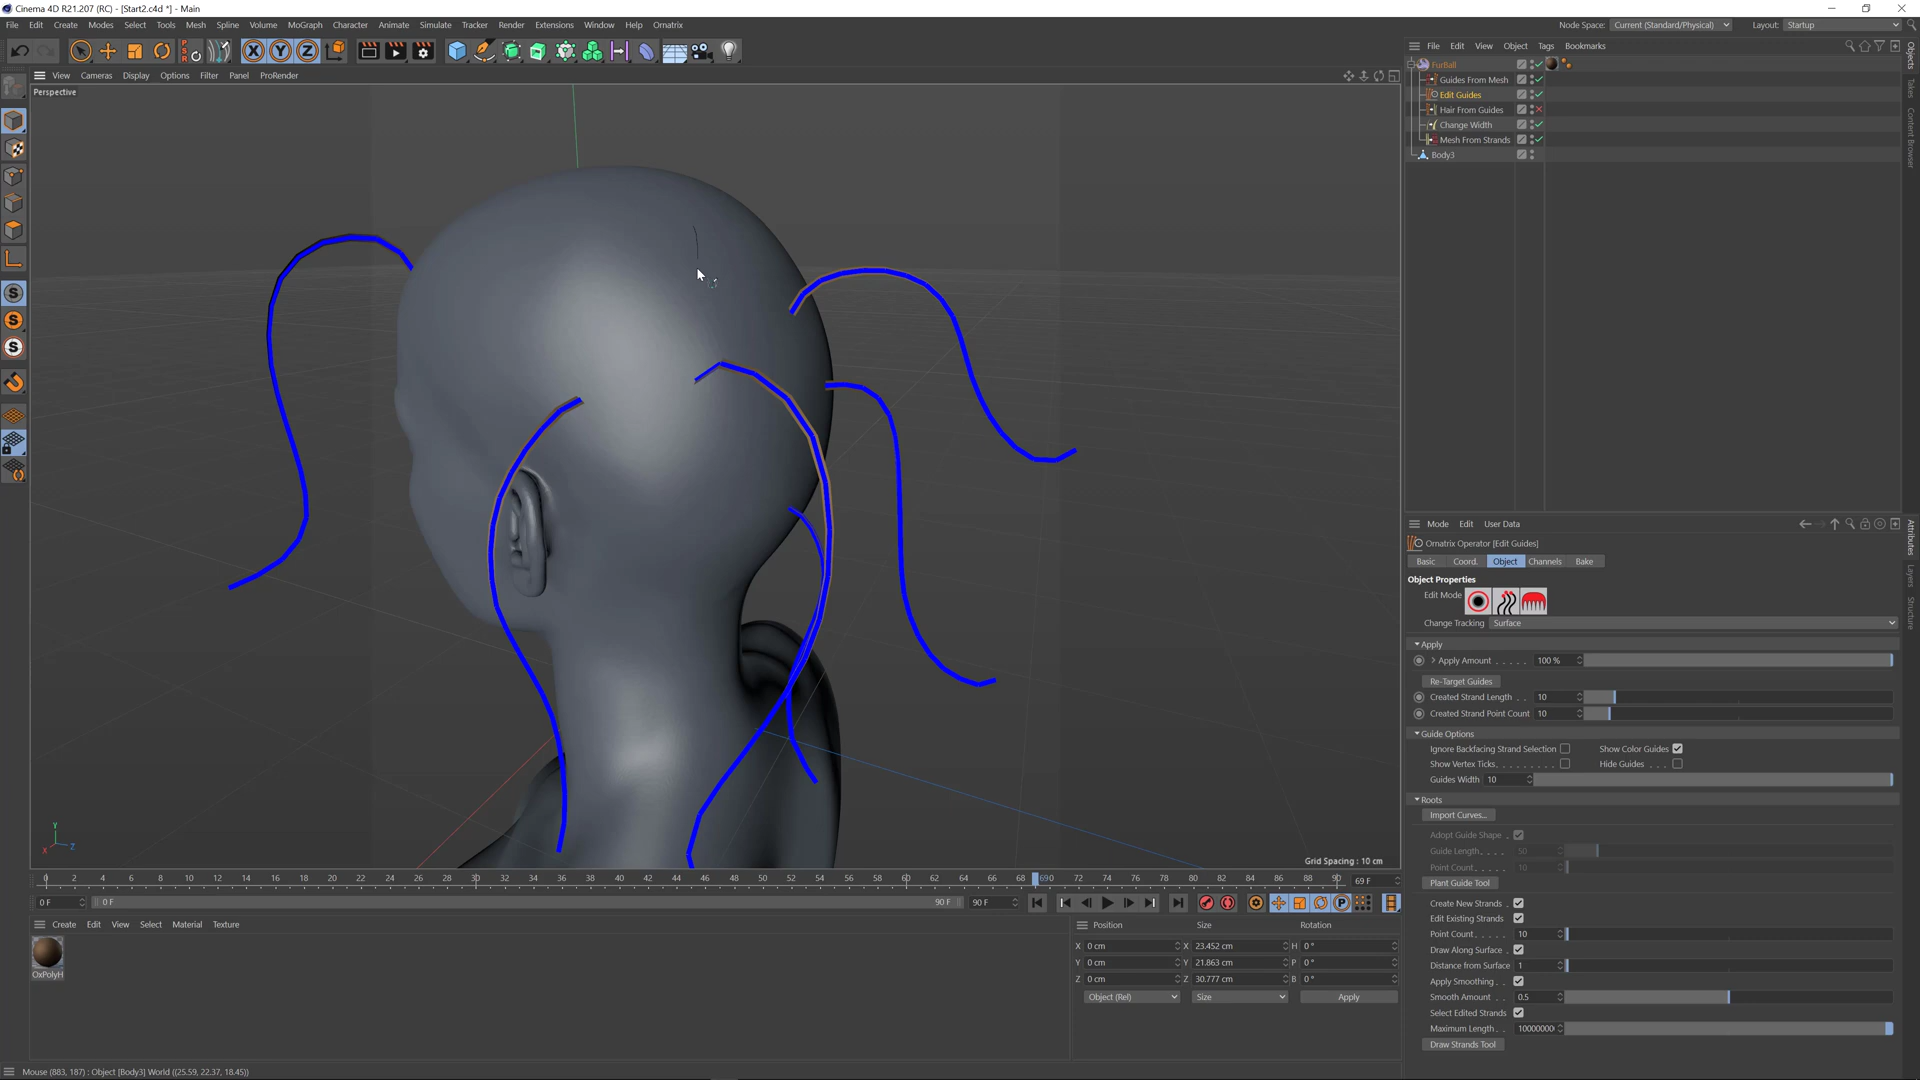 Cinema 4D R21.207 (RC) - [Start2.c4d *] - Main
File Edit Create Modes Select Tools Mesh Spline Volume MoGraph Character Animate Simulate Tracker Render Extensions Window Help Ornatrix
Node Space: Current (Standard/Physical) Layout: Startup
View Cameras Display Options Filter Panel ProRender
Perspective
Grid Spacing : 10 cm
File Edit View Object Tags Bookmarks
FurBall
Guides From Mesh
Edit Guides
Hair From Guides
Change Width
Mesh From Strands
Body3
Objects
Takes
Content Browser
Mode Edit User Data
Ornatrix Operator [Edit Guides]
Basic Coord. Object Channels Bake
Object Properties
Edit Mode
Change Tracking Surface
Apply
Apply Amount 100 %
Re-Target Guides
Created Strand Length 10
Created Strand Point Count 10
Guide Options
Ignore Backfacing Strand Selection Show Color Guides
Show Vertex Ticks Hide Guides
Guides Width 10
Roots
Import Curves...
Adopt Guide Shape
Guide Length 50
Point Count 10
Plant Guide Tool
Create New Strands
Edit Existing Strands
Point Count 10
Draw Along Surface
Distance from Surface 1
Apply Smoothing
Smooth Amount 0.5
Select Edited Strands
Maximum Length 10000000
Draw Strands Tool
Attributes
Layers
Structure
0 2 4 6 8 10 12 14 16 18 20 22 24 26 28 30 32 34 36 38 40 42 44 46 48 50 52 54 56 58 60 62 64 66 68 690 72 74 76 78 80 82 84 86 88 90 69 F
0 F 0 F 90 F 90 F
Create Edit View Select Material Texture
OxPolyH
Position Size Rotation
X 0 cm X 23.452 cm H 0 °
Y 0 cm Y 21.863 cm P 0 °
Z 0 cm Z 30.777 cm B 0 °
Object (Rel) Size Apply
Y
X Z
Mouse (883, 187) : Object [Body3] World ((25.59, 22.37, 18.45))